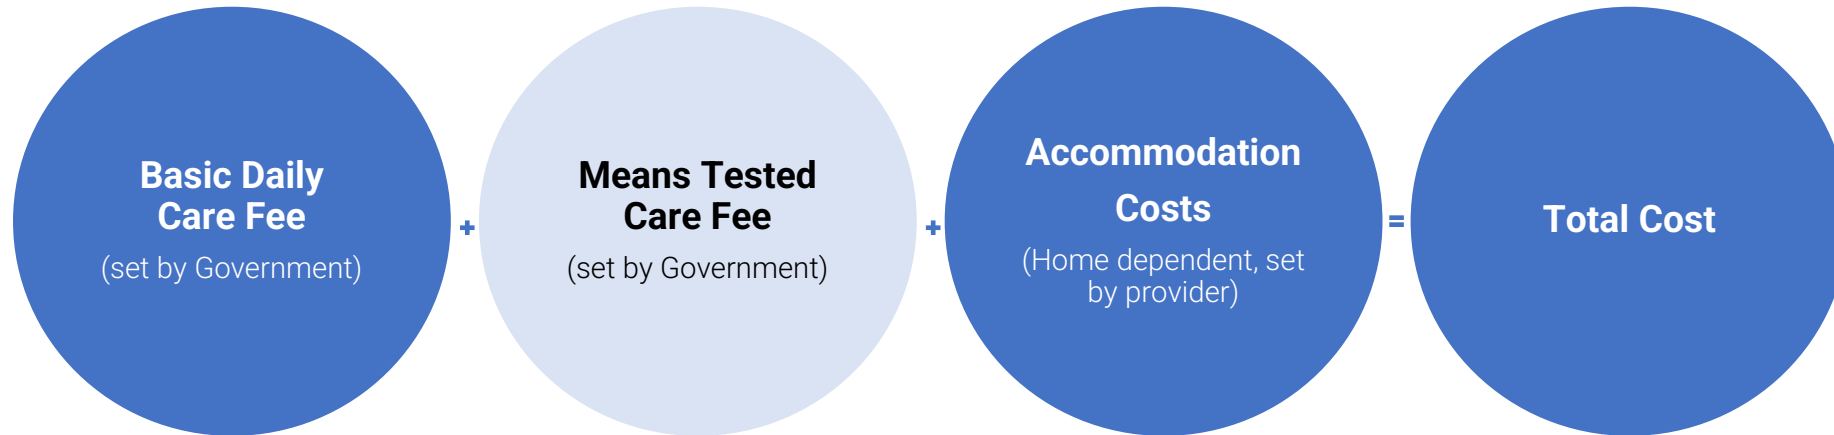 Basic Daily
Care Fee
(set by Government)
+
Means Tested
Care Fee
(set by Government)
+
Accommodation
Costs
(Home dependent, set
by provider)
=
Total Cost